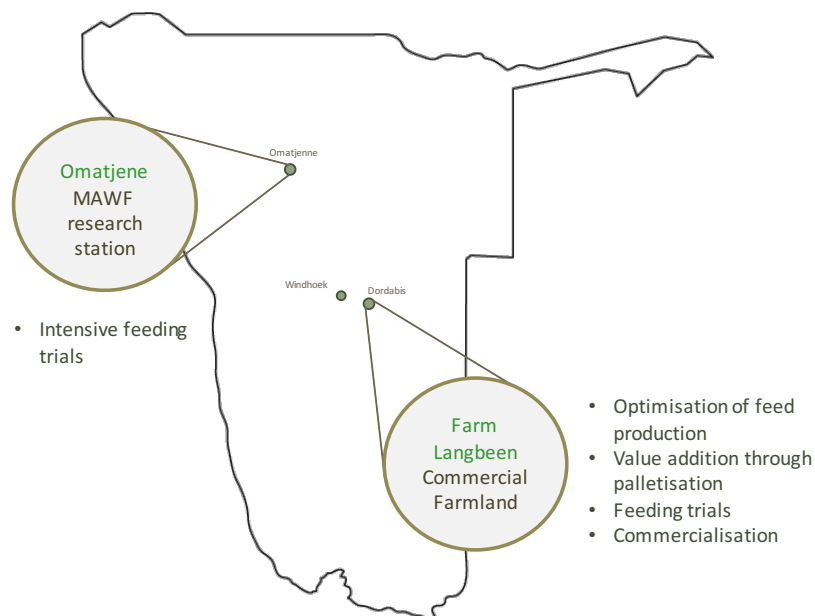 Omatjenne
Omatjene
MAWF
research
station
Windhoek
Dordabis
• Intensive feeding
trials
Farm
Langbeen
Commercial
Farmland
• Optimisation of feed
production
• Value addition through
palletisation
• Feeding trials
• Commercialisation